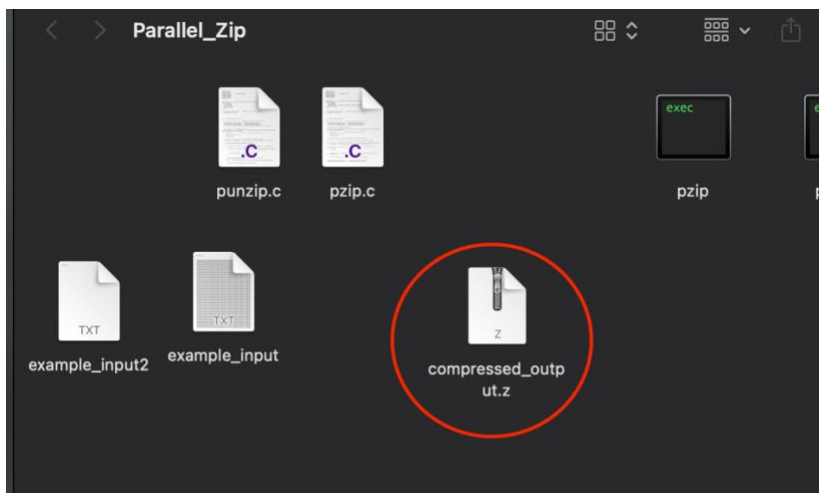 Parallel_Zip
.C
.C
exec
punzip.c
pzip.c
pzip
TXT
TXT
Z
example_input2
example_input
compressed_outp
ut.z